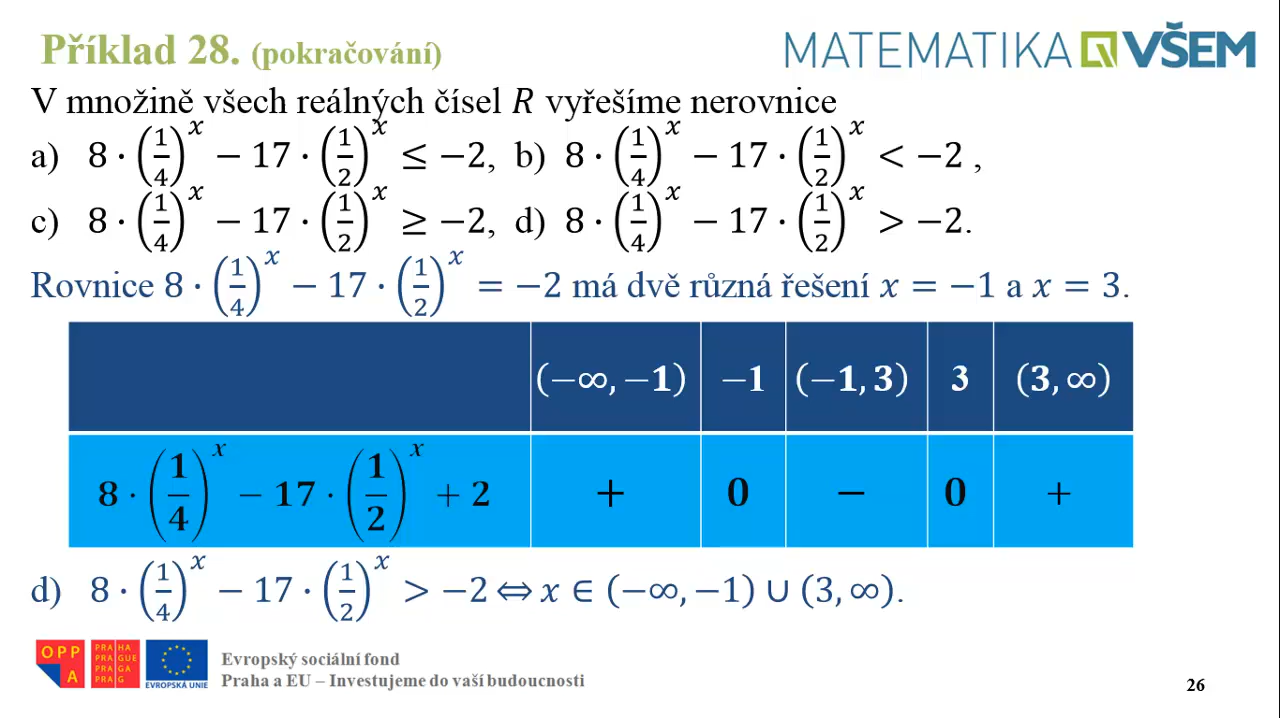 Příklad 28. (pokračování)
MATEMATIKA VŠEM
V množině všech reálných čísel R vyřešíme nerovnice
a) 8 · (1/4)^x − 17 · (1/2)^x ≤ −2, b) 8 · (1/4)^x − 17 · (1/2)^x < −2 ,
c) 8 · (1/4)^x − 17 · (1/2)^x ≥ −2, d) 8 · (1/4)^x − 17 · (1/2)^x > −2.
Rovnice 8 · (1/4)^x − 17 · (1/2)^x = −2 má dvě různá řešení x = −1 a x = 3.
(−∞, −1) −1 (−1, 3) 3 (3, ∞)
8 · (1/4)^x − 17 · (1/2)^x + 2 + 0 − 0 +
d) 8 · (1/4)^x − 17 · (1/2)^x > −2 ⇔ x ∈ (−∞, −1) ∪ (3, ∞).
OPP
A
PRA HA
PRA GUE
PRA GA
PRA G
EVROPSKÁ UNIE
Evropský sociální fond
Praha a EU – Investujeme do vaší budoucnosti
26